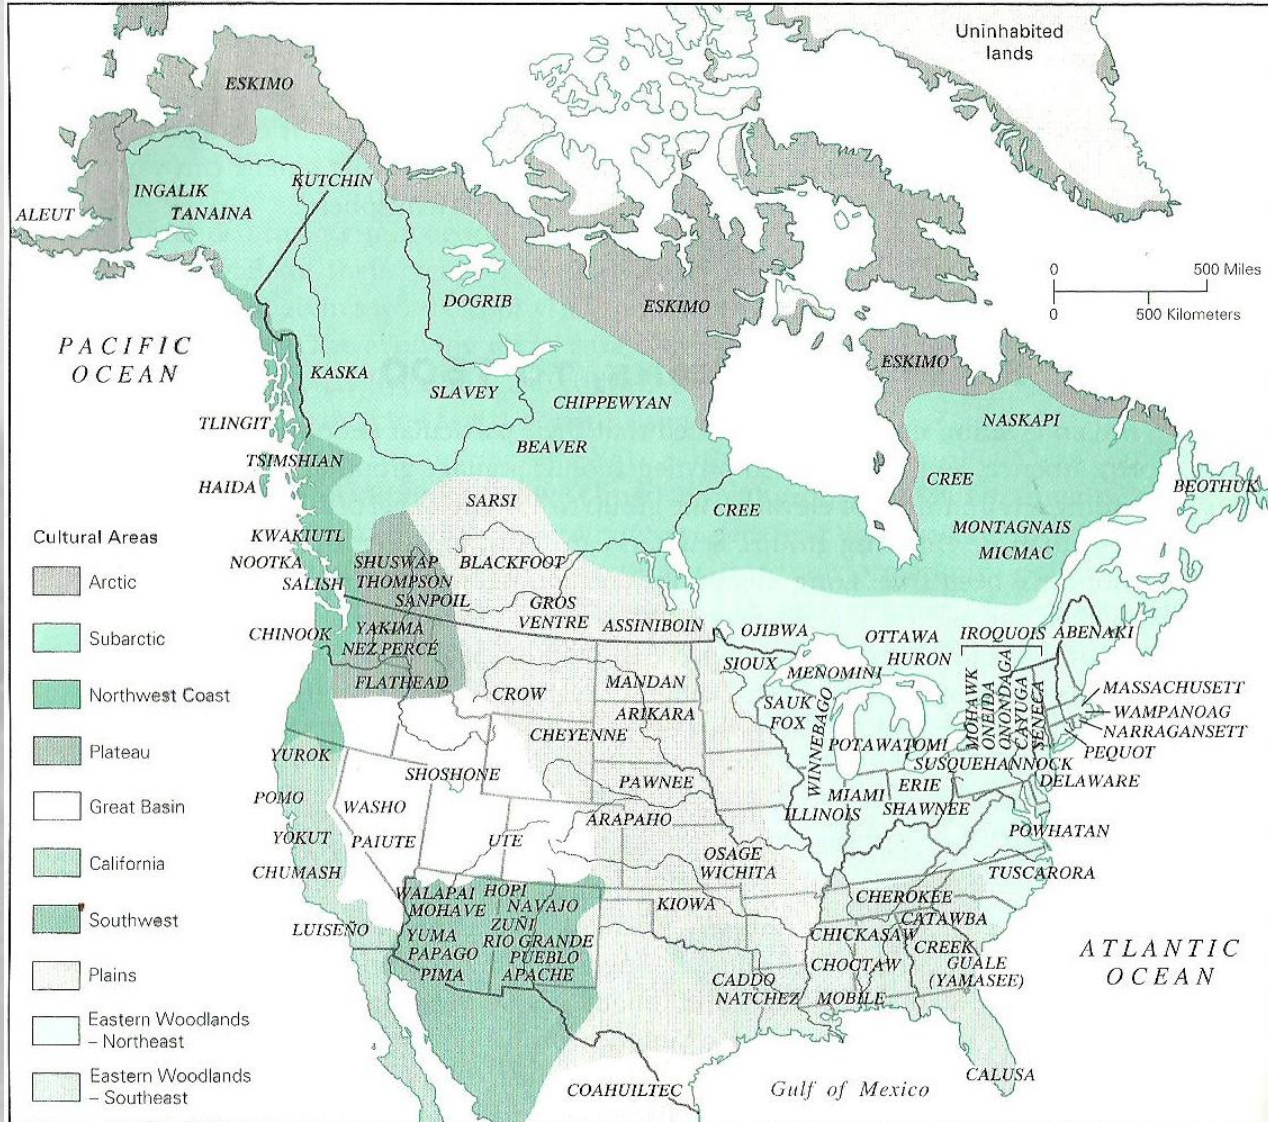 Uninhabited
lands
ESKIMO
KUTCHIN
INGALIK
TANAINA
ALEUT
0 500 Miles
0 500 Kilometers
DOGRIB
ESKIMO
PACIFIC
OCEAN
ESKIMO
KASKA
SLAVEY
CHIPPEWYAN
NASKAPI
TLINGIT
BEAVER
TSIMSHIAN
HAIDA
SARSI
CREE
CREE
BEOTHUK
MONTAGNAIS
MICMAC
KWAKIUTL
NOOTKA
SALISH
SHUSWAP
THOMPSON
SANPOIL
BLACKFOOT
GROS
VENTRE
ASSINIBOIN
CHINOOK
YAKIMA
NEZ PERCÉ
FLATHEAD
OJIBWA
OTTAWA
IROQUOIS
ABENAKI
SIOUX
MENOMINI
HURON
MOHAWK
ONEIDA
ONONDAGA
CAYUGA
SENECA
CROW
MANDAN
SAUK
FOX
WINNEBAGO
MASSACHUSETT
WAMPANOAG
NARRAGANSETT
PEQUOT
ARIKARA
CHEYENNE
POTAWATOMI
SUSQUEHANNOCK
YUROK
SHOSHONE
PAWNEE
MIAMI
ERIE
DELAWARE
POMO
WASHO
ARAPAHO
ILLINOIS
SHAWNEE
YOKUT
PAIUTE
UTE
POWHATAN
CHUMASH
OSAGE
WICHITA
TUSCARORA
WALAPAI
HOPI
MOHAVE
NAVAJO
KIOWA
CHEROKEE
LUISEÑO
YUMA
ZUÑI
RIO GRANDE
PUEBLO
PAPAGO
PIMA
APACHE
CATAWBA
CHICKASAW
CREEK
CHOCTAW
GUALE
(YAMASEE)
CADDO
NATCHEZ
MOBILE
ATLANTIC
OCEAN
CALUSA
COAHUILTEC
Gulf of Mexico
Cultural Areas
Arctic
Subarctic
Northwest Coast
Plateau
Great Basin
California
Southwest
Plains
Eastern Woodlands
– Northeast
Eastern Woodlands
– Southeast